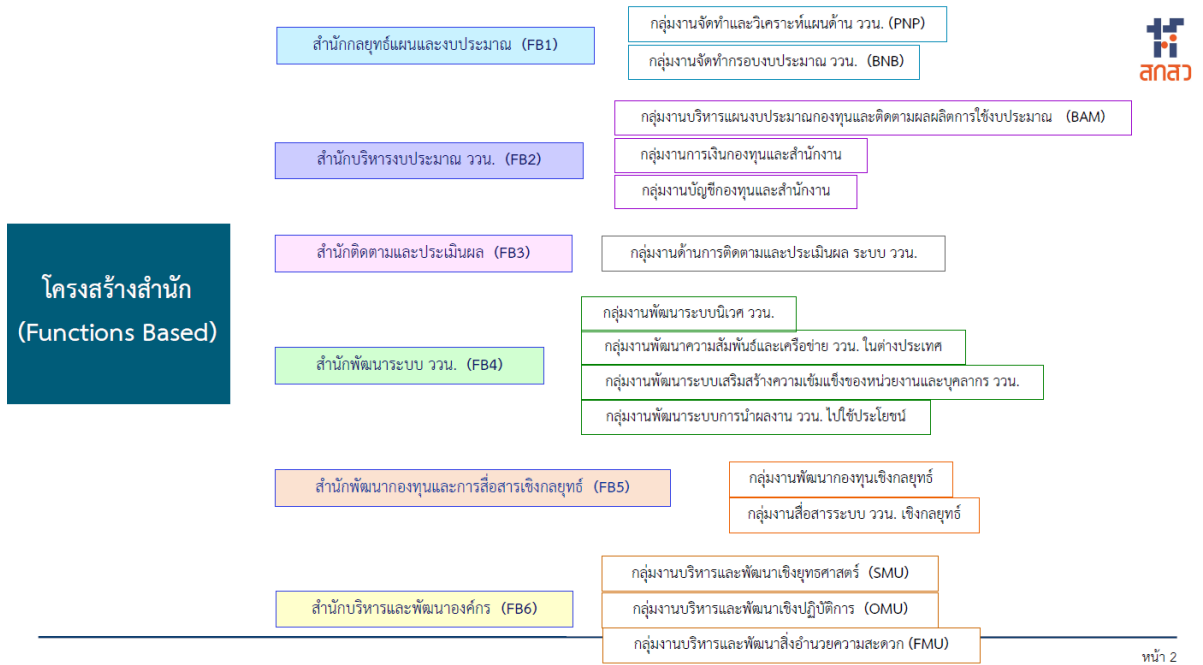 สกสว
โครงสร้างสำนัก
(Functions Based)
สำนักกลยุทธ์แผนและงบประมาณ (FB1)
กลุ่มงานจัดทำและวิเคราะห์แผนด้าน ววน. (PNP)
กลุ่มงานจัดทำกรอบงบประมาณ ววน. (BNB)
สำนักบริหารงบประมาณ ววน. (FB2)
กลุ่มงานบริหารแผนงบประมาณกองทุนและติดตามผลผลิตการใช้งบประมาณ (BAM)
กลุ่มงานการเงินกองทุนและสำนักงาน
กลุ่มงานบัญชีกองทุนและสำนักงาน
สำนักติดตามและประเมินผล (FB3)
กลุ่มงานด้านการติดตามและประเมินผล ระบบ ววน.
สำนักพัฒนาระบบ ววน. (FB4)
กลุ่มงานพัฒนาระบบนิเวศ ววน.
กลุ่มงานพัฒนาความสัมพันธ์และเครือข่าย ววน. ในต่างประเทศ
กลุ่มงานพัฒนาระบบเสริมสร้างความเข้มแข็งของหน่วยงานและบุคลากร ววน.
กลุ่มงานพัฒนาระบบการนำผลงาน ววน. ไปใช้ประโยชน์
สำนักพัฒนากองทุนและการสื่อสารเชิงกลยุทธ์ (FB5)
กลุ่มงานพัฒนากองทุนเชิงกลยุทธ์
กลุ่มงานสื่อสารระบบ ววน. เชิงกลยุทธ์
สำนักบริหารและพัฒนาองค์กร (FB6)
กลุ่มงานบริหารและพัฒนาเชิงยุทธศาสตร์ (SMU)
กลุ่มงานบริหารและพัฒนาเชิงปฏิบัติการ (OMU)
กลุ่มงานบริหารและพัฒนาสิ่งอำนวยความสะดวก (FMU)
หน้า 2